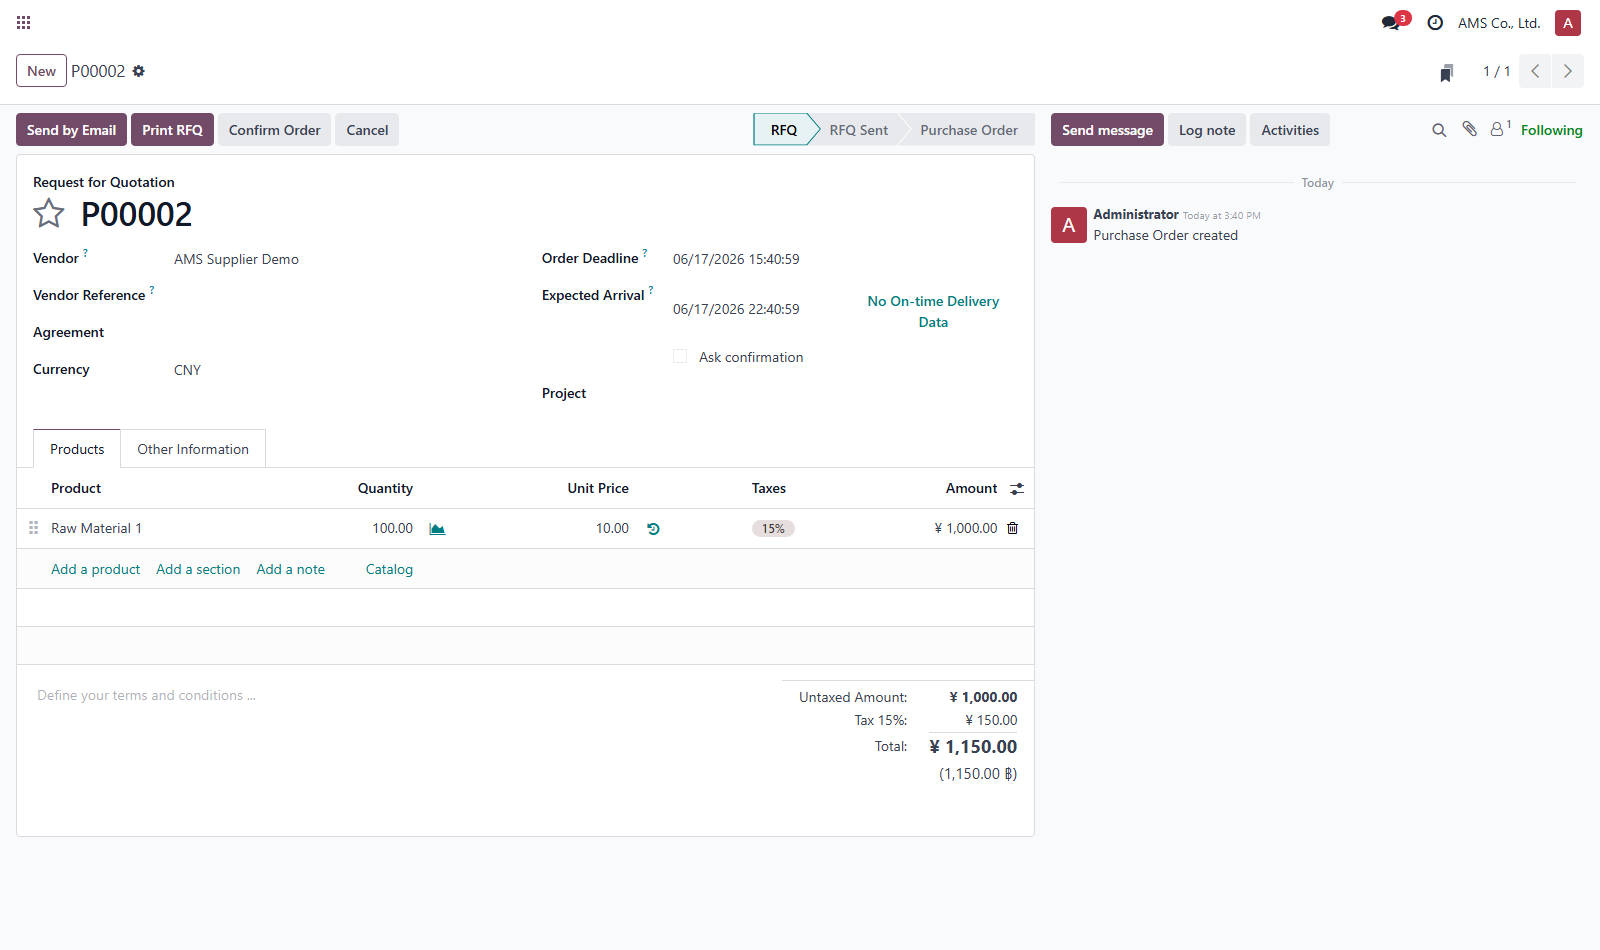 3
AMS Co., Ltd.
A
New
P00002
1 / 1
Send by Email
Print RFQ
Confirm Order
Cancel
RFQ
RFQ Sent
Purchase Order
Send message
Log note
Activities
1
Following
Request for Quotation
P00002
Vendor ?
AMS Supplier Demo
Order Deadline ?
06/17/2026 15:40:59
Vendor Reference ?
Expected Arrival ?
06/17/2026 22:40:59
No On-time Delivery
Data
Agreement
Ask confirmation
Currency
CNY
Project
Today
A
Administrator Today at 3:40 PM
Purchase Order created
Products
Other Information
Product
Quantity
Unit Price
Taxes
Amount
Raw Material 1
100.00
10.00
15%
¥ 1,000.00
Add a product
Add a section
Add a note
Catalog
Define your terms and conditions ...
Untaxed Amount:
¥ 1,000.00
Tax 15%:
¥ 150.00
Total:
¥ 1,150.00
(1,150.00 ฿)